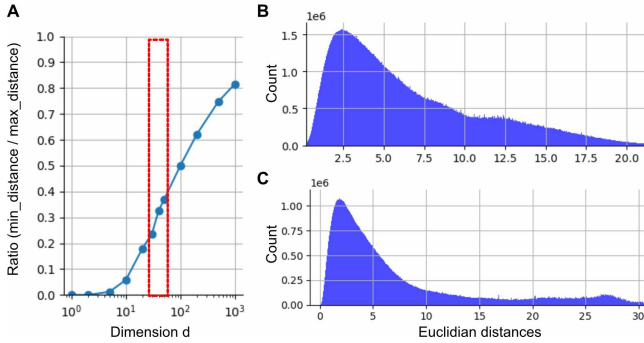 A
Ratio (min_distance / max_distance)
1.0
0.9
0.8
0.7
0.6
0.5
0.4
0.3
0.2
0.1
0.0
10⁰ 10¹ 10² 10³
Dimension d
B
1e6
Count
1.5
1.0
0.5
0.0
2.5 5.0 7.5 10.0 12.5 15.0 17.5 20.0
C
1e6
Count
1.00
0.75
0.50
0.25
0.00
0 5 10 15 20 25 30
Euclidian distances